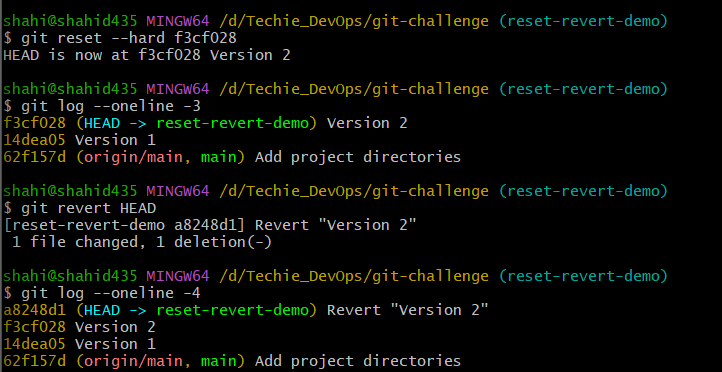 shahi@shahid435 MINGW64 /d/Techie_DevOps/git-challenge (reset-revert-demo)
$ git reset --hard f3cf028
HEAD is now at f3cf028 Version 2
shahi@shahid435 MINGW64 /d/Techie_DevOps/git-challenge (reset-revert-demo)
$ git log --oneline -3
f3cf028 (HEAD -> reset-revert-demo) Version 2
14dea05 Version 1
62f157d (origin/main, main) Add project directories
shahi@shahid435 MINGW64 /d/Techie_DevOps/git-challenge (reset-revert-demo)
$ git revert HEAD
[reset-revert-demo a8248d1] Revert "Version 2"
 1 file changed, 1 deletion(-)
shahi@shahid435 MINGW64 /d/Techie_DevOps/git-challenge (reset-revert-demo)
$ git log --oneline -4
a8248d1 (HEAD -> reset-revert-demo) Revert "Version 2"
f3cf028 Version 2
14dea05 Version 1
62f157d (origin/main, main) Add project directories